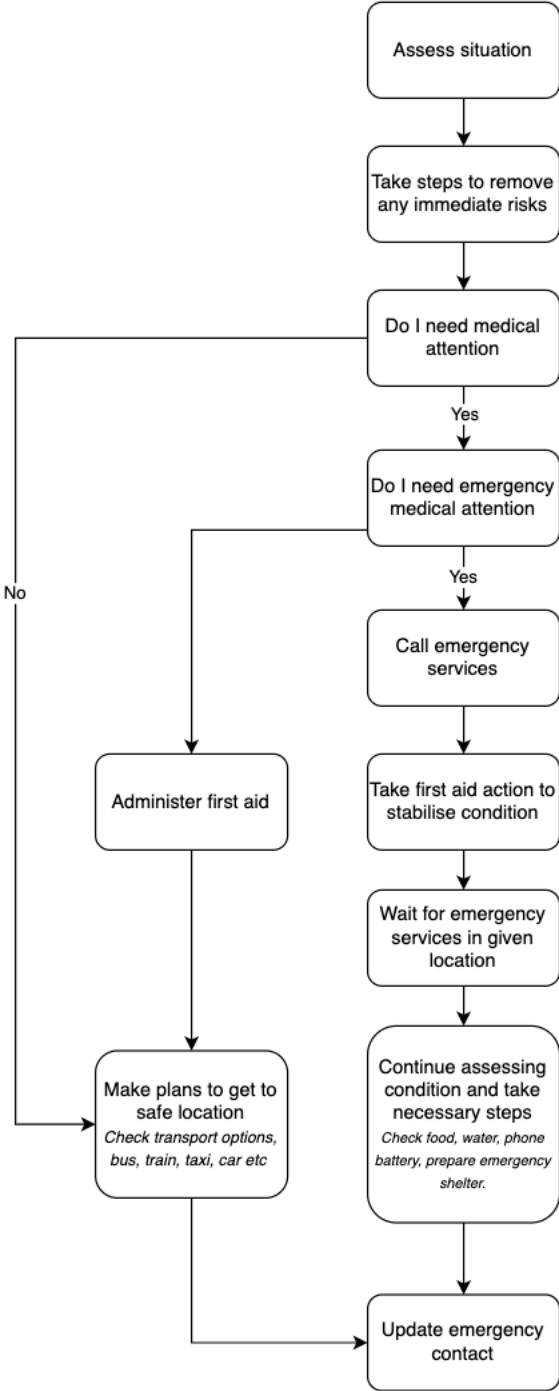 Assess situation
Take steps to remove
any immediate risks
Do I need medical
attention
Yes
Do I need emergency
medical attention
Yes
No
Call emergency
services
Administer first aid
Take first aid action to
stabilise condition
Wait for emergency
services in given
location
Make plans to get to
safe location
Check transport options,
bus, train, taxi, car etc
Continue assessing
condition and take
necessary steps
Check food, water, phone
battery, prepare emergency
shelter.
Update emergency
contact